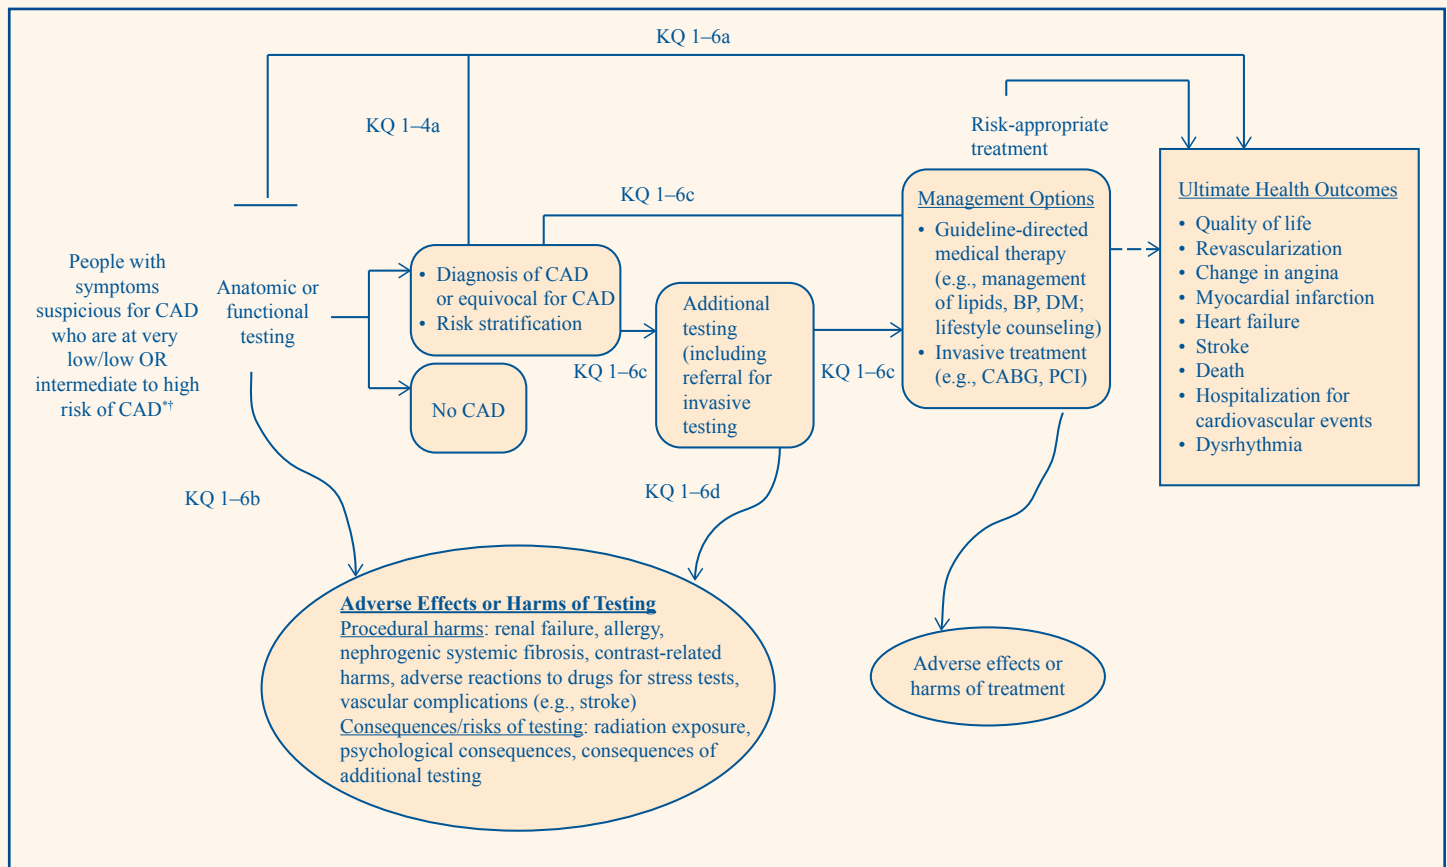 KQ 1–6a
KQ 1–4a
Risk-appropriate
treatment
KQ 1–6c
People with
symptoms
suspicious for CAD
who are at very
low/low OR
intermediate to high
risk of CAD*†
Anatomic or
functional
testing
• Diagnosis of CAD
or equivocal for CAD
• Risk stratification
No CAD
KQ 1–6c
Additional
testing
(including
referral for
invasive
testing
KQ 1–6c
Management Options
• Guideline-directed
medical therapy
(e.g., management
of lipids, BP, DM;
lifestyle counseling)
• Invasive treatment
(e.g., CABG, PCI)
Ultimate Health Outcomes
• Quality of life
• Revascularization
• Change in angina
• Myocardial infarction
• Heart failure
• Stroke
• Death
• Hospitalization for
cardiovascular events
• Dysrhythmia
KQ 1–6b
KQ 1–6d
Adverse Effects or Harms of Testing
Procedural harms: renal failure, allergy,
nephrogenic systemic fibrosis, contrast-related
harms, adverse reactions to drugs for stress tests,
vascular complications (e.g., stroke)
Consequences/risks of testing: radiation exposure,
psychological consequences, consequences of
additional testing
Adverse effects or
harms of treatment